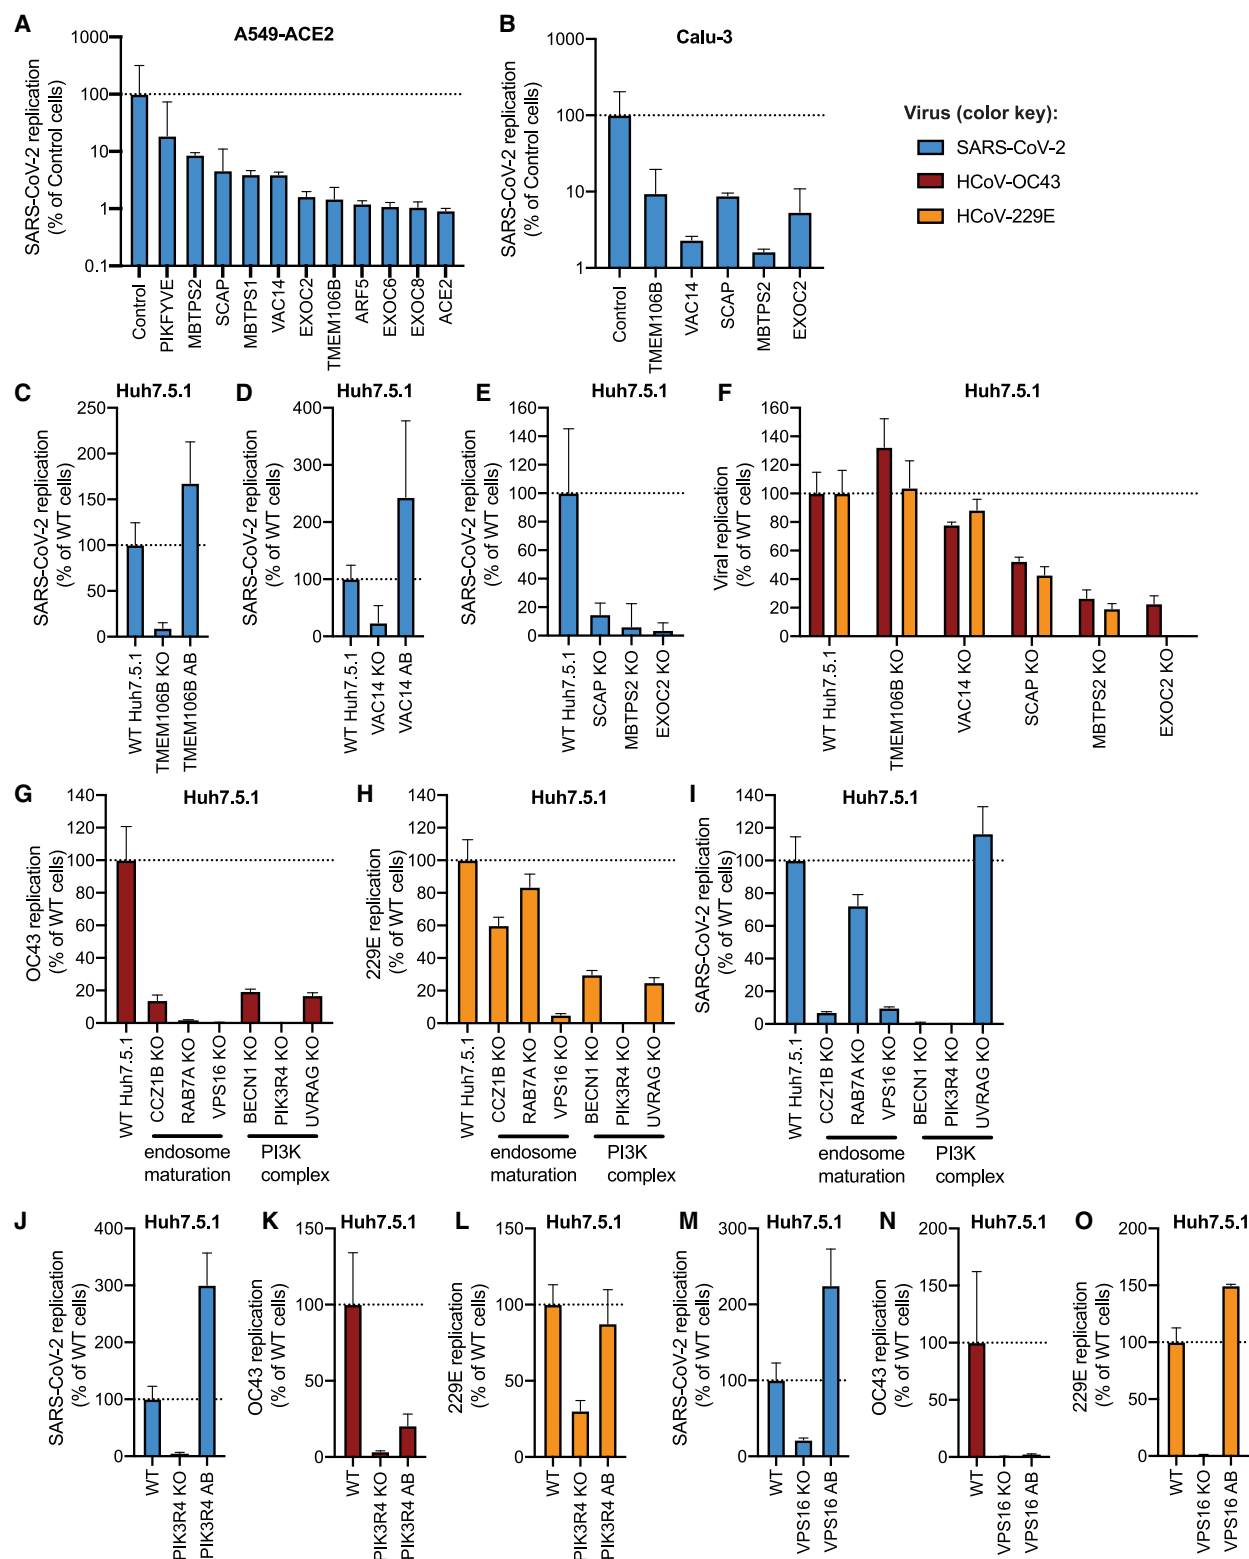 A
A549-ACE2
SARS-CoV-2 replication
(% of Control cells)
1000
100
10
1
0.1
Control
PIKFYVE
MBTPS2
SCAP
MBTPS1
VAC14
EXOC2
TMEM106B
ARF5
EXOC6
EXOC8
ACE2
B
Calu-3
SARS-CoV-2 replication
(% of Control cells)
1000
100
10
1
Control
TMEM106B
VAC14
SCAP
MBTPS2
EXOC2
Virus (color key):
SARS-CoV-2
HCoV-OC43
HCoV-229E
C
Huh7.5.1
SARS-CoV-2 replication
(% of WT cells)
250
200
150
100
50
0
WT Huh7.5.1
TMEM106B KO
TMEM106B AB
D
Huh7.5.1
SARS-CoV-2 replication
(% of WT cells)
400
300
200
100
0
WT Huh7.5.1
VAC14 KO
VAC14 AB
E
Huh7.5.1
SARS-CoV-2 replication
(% of WT cells)
160
140
120
100
80
60
40
20
0
WT Huh7.5.1
SCAP KO
MBTPS2 KO
EXOC2 KO
F
Huh7.5.1
Viral replication
(% of WT cells)
160
140
120
100
80
60
40
20
0
WT Huh7.5.1
TMEM106B KO
VAC14 KO
SCAP KO
MBTPS2 KO
EXOC2 KO
G
Huh7.5.1
OC43 replication
(% of WT cells)
140
120
100
80
60
40
20
0
WT Huh7.5.1
CCZ1B KO
RAB7A KO
VPS16 KO
BECN1 KO
PIK3R4 KO
UVRAG KO
endosome
maturation
PI3K
complex
H
Huh7.5.1
229E replication
(% of WT cells)
140
120
100
80
60
40
20
0
WT Huh7.5.1
CCZ1B KO
RAB7A KO
VPS16 KO
BECN1 KO
PIK3R4 KO
UVRAG KO
endosome
maturation
PI3K
complex
I
Huh7.5.1
SARS-CoV-2 replication
(% of WT cells)
140
120
100
80
60
40
20
0
WT Huh7.5.1
CCZ1B KO
RAB7A KO
VPS16 KO
BECN1 KO
PIK3R4 KO
UVRAG KO
endosome
maturation
PI3K
complex
J
Huh7.5.1
SARS-CoV-2 replication
(% of WT cells)
400
300
200
100
0
WT
PIK3R4 KO
PIK3R4 AB
K
Huh7.5.1
OC43 replication
(% of WT cells)
150
100
50
0
WT
PIK3R4 KO
PIK3R4 AB
L
Huh7.5.1
229E replication
(% of WT cells)
150
100
50
0
WT
PIK3R4 KO
PIK3R4 AB
M
Huh7.5.1
SARS-CoV-2 replication
(% of WT cells)
300
200
100
0
WT
VPS16 KO
VPS16 AB
N
Huh7.5.1
OC43 replication
(% of WT cells)
200
150
100
50
0
WT
VPS16 KO
VPS16 AB
O
Huh7.5.1
229E replication
(% of WT cells)
200
150
100
50
0
WT
VPS16 KO
VPS16 AB